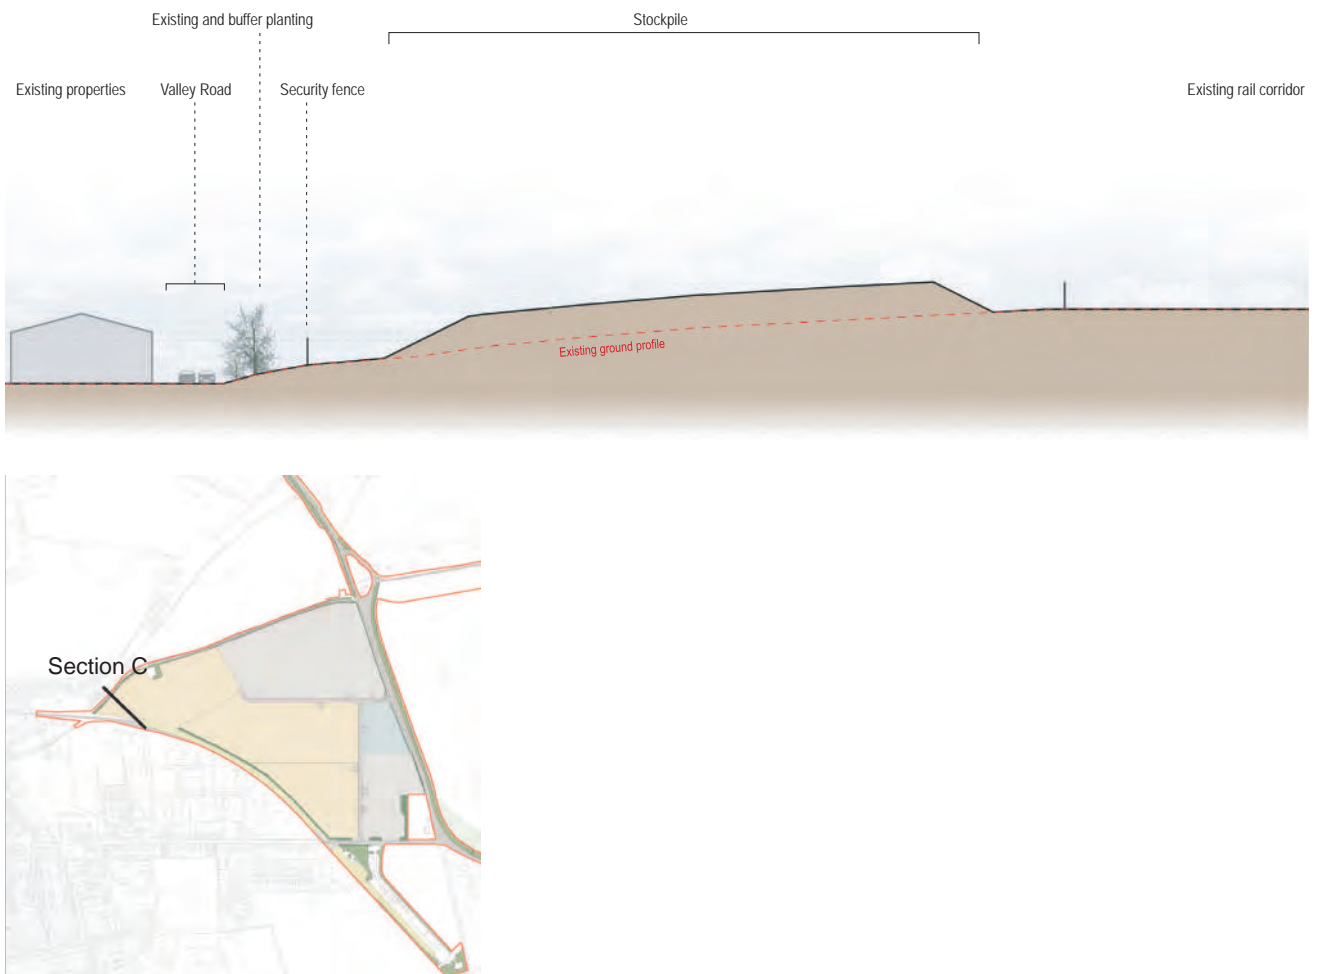 Existing and buffer planting
Stockpile
Existing properties
Valley Road
Security fence
Existing rail corridor
Existing ground profile
Section C